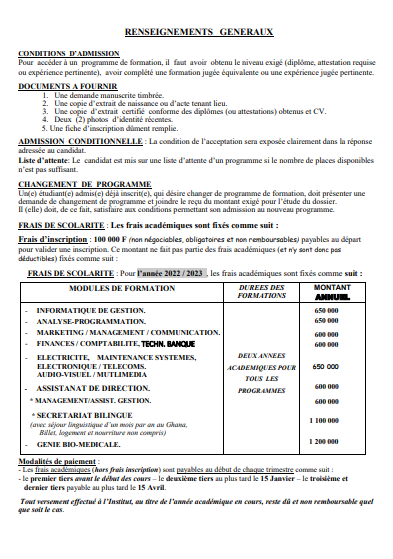 RENSEIGNEMENTS GENERAUX
CONDITIONS D'ADMISSION
Pour accéder à un programme de formation, il faut avoir obtenu le niveau exigé (diplôme, attestation requise
ou expérience pertinente), avoir complété une formation jugée équivalente ou une expérience jugée pertinente.
DOCUMENTS A FOURNIR
1. Une demande manuscrite timbrée.
2. Une copie d'extrait de naissance ou d'acte tenant lieu.
3. Une copie d'extrait certifié conforme des diplômes (ou attestations) obtenus et CV.
4. Deux (2) photos d'identité récentes.
5. Une fiche d'inscription dûment remplie.
ADMISSION CONDITIONNELLE : La condition de l'acceptation sera exposée clairement dans la réponse
adressée au candidat.
Liste d'attente: Le candidat est mis sur une liste d'attente d'un programme si le nombre de places disponibles
n'est pas suffisant.
CHANGEMENT DE PROGRAMME
Un(e) étudiant(e) admis(e) déjà inscrit(e), qui désire changer de programme de formation, doit présenter une
demande de changement de programme et joindre le reçu du montant exigé pour l'étude du dossier.
Il (elle) doit, de ce fait, satisfaire aux conditions permettant son admission au nouveau programme.
FRAIS DE SCOLARITE : Les frais académiques sont fixés comme suit :
Frais d'inscription : 100 000 F (non négociables, obligatoires et non remboursables) payables au départ
pour valider une inscription. Ce montant ne fait pas partie des frais académiques (et n'y sont donc pas
déductibles) fixés comme suit :
FRAIS DE SCOLARITE : Pour l'année 2022 / 2023 , les frais académiques sont fixés comme suit :
MODULES DE FORMATION DUREES DES FORMATIONS MONTANT ANNUEL
- INFORMATIQUE DE GESTION. 650 000
- ANALYSE-PROGRAMMATION. 650 000
- MARKETING / MANAGEMENT / COMMUNICATION. 600 000
- FINANCES / COMPTABILITE, TECHN. BANQUE 600 000
- ELECTRICITE, MAINTENANCE SYSTEMES,
ELECTRONIQUE / TELECOMS. 650 000
AUDIO-VISUEL / MUTLIMEDIA
DEUX ANNEES
ACADEMIQUES POUR
TOUS LES
PROGRAMMES
- ASSISTANAT DE DIRECTION. 600 000
* MANAGEMENT/ASSIST. GESTION. 600 000
* SECRETARIAT BILINGUE 1 100 000
(avec séjour linguistique d'un mois par an au Ghana,
Billet, logement et nourriture non compris)
- GENIE BIO-MEDICALE. 1 200 000
Modalités de paiement :
- Les frais académiques (hors frais inscription) sont payables au début de chaque trimestre comme suit :
- le premier tiers avant le début des cours – le deuxième tiers au plus tard le 15 Janvier – le troisième et
dernier tiers payable au plus tard le 15 Avril.
Tout versement effectué à l'Institut, au titre de l'année académique en cours, reste dû et non remboursable quel
que soit le cas.